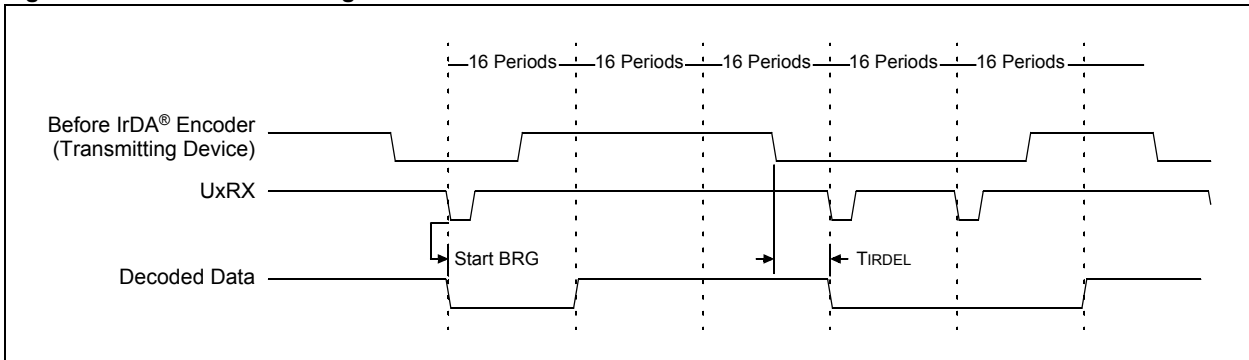 16 Periods 16 Periods 16 Periods 16 Periods 16 Periods
Before IrDA® Encoder
(Transmitting Device)
UxRX
Start BRG
TIRDEL
Decoded Data